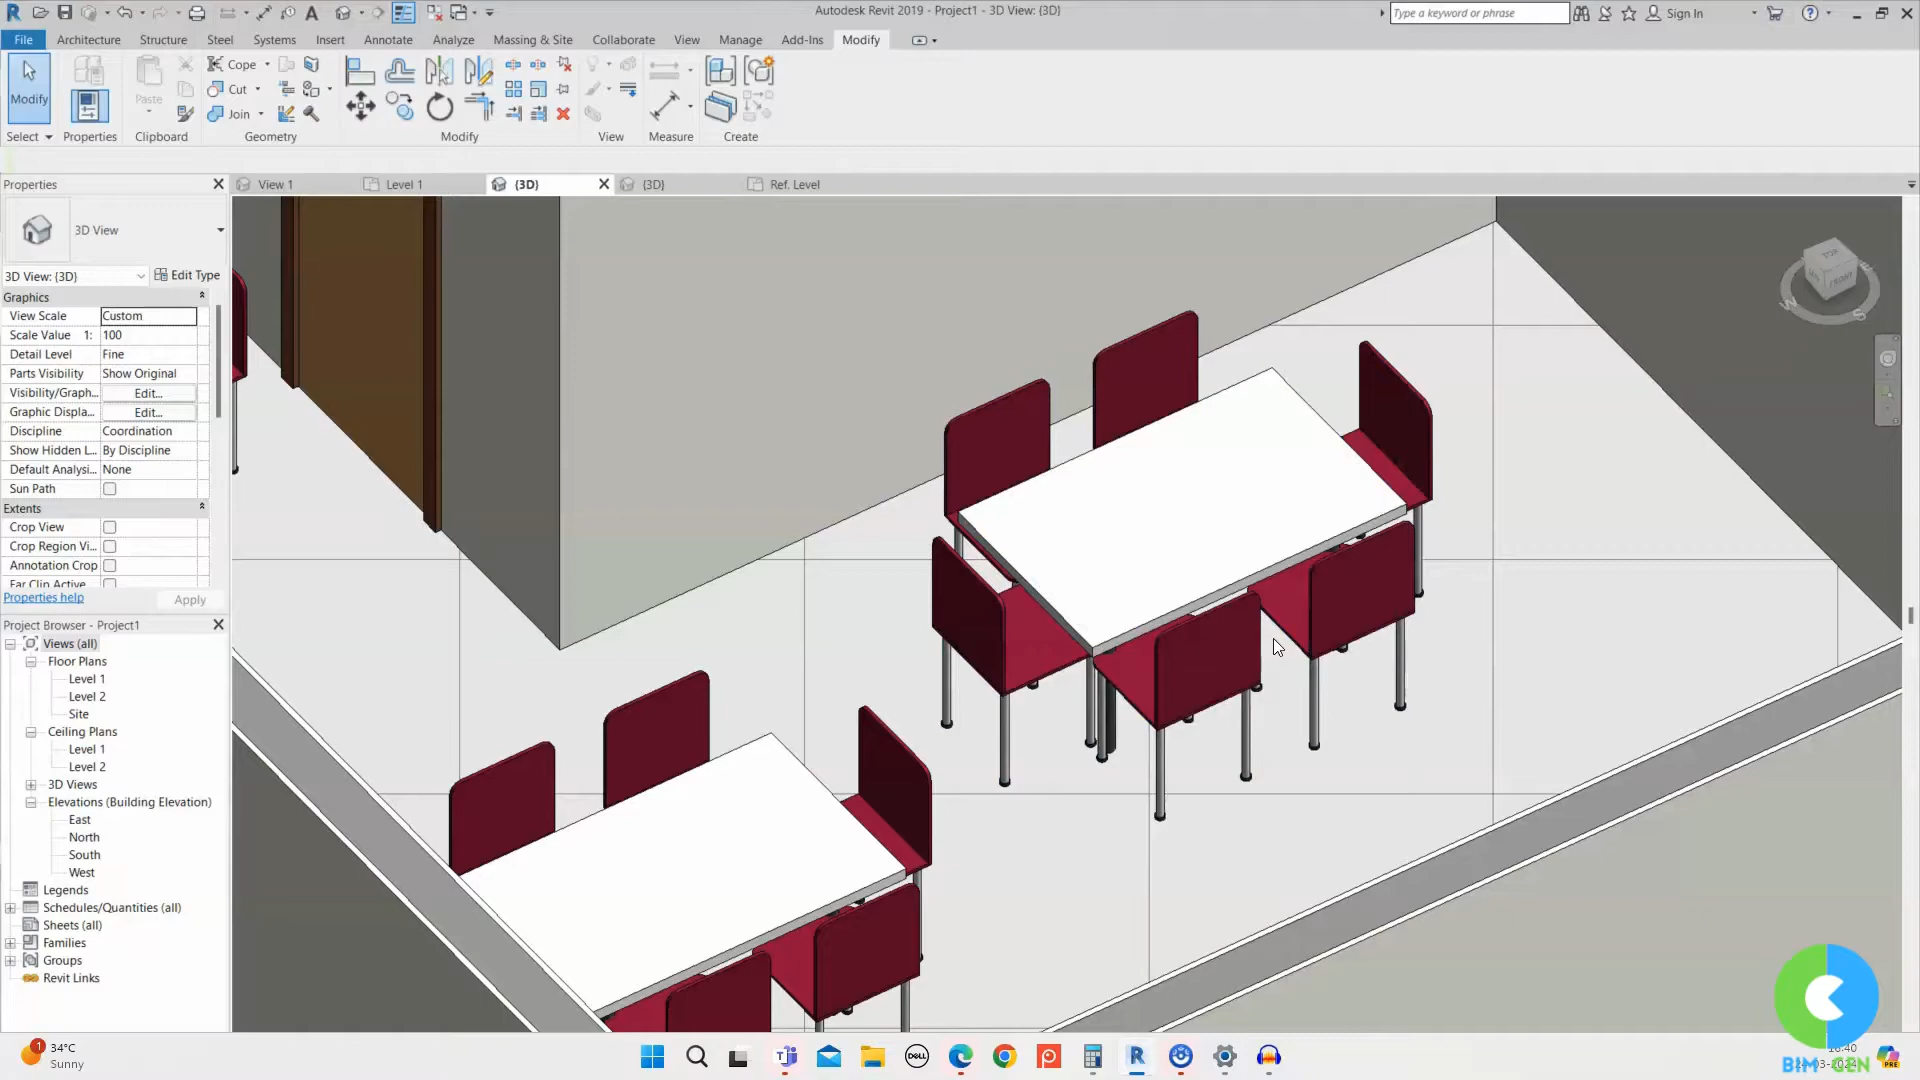 Autodesk Revit 2019 - Project1 - 3D View: {3D}
Type a keyword or phrase
Sign In
File Architecture Structure Steel Systems Insert Annotate Analyze Massing & Site Collaborate View Manage Add-Ins Modify
Modify
Paste
Cope
Cut
Join
Select Properties Clipboard Geometry Modify View Measure Create
Properties
View 1
Level 1
{3D}
{3D}
Ref. Level
3D View
3D View: {3D}
Edit Type
Graphics
View Scale Custom
Scale Value 1: 100
Detail Level Fine
Parts Visibility Show Original
Visibility/Graph... Edit...
Graphic Displa... Edit...
Discipline Coordination
Show Hidden L... By Discipline
Default Analysi... None
Sun Path
Extents
Crop View
Crop Region Vi...
Annotation Crop
Far Clip Active
Properties help
Apply
Project Browser - Project1
Views (all)
Floor Plans
Level 1
Level 2
Site
Ceiling Plans
Level 1
Level 2
3D Views
Elevations (Building Elevation)
East
North
South
West
Legends
Schedules/Quantities (all)
Sheets (all)
Families
Groups
Revit Links
TOP
FRONT
W
S
1
34°C
Sunny
DELL
R
PRE
BIM GEN